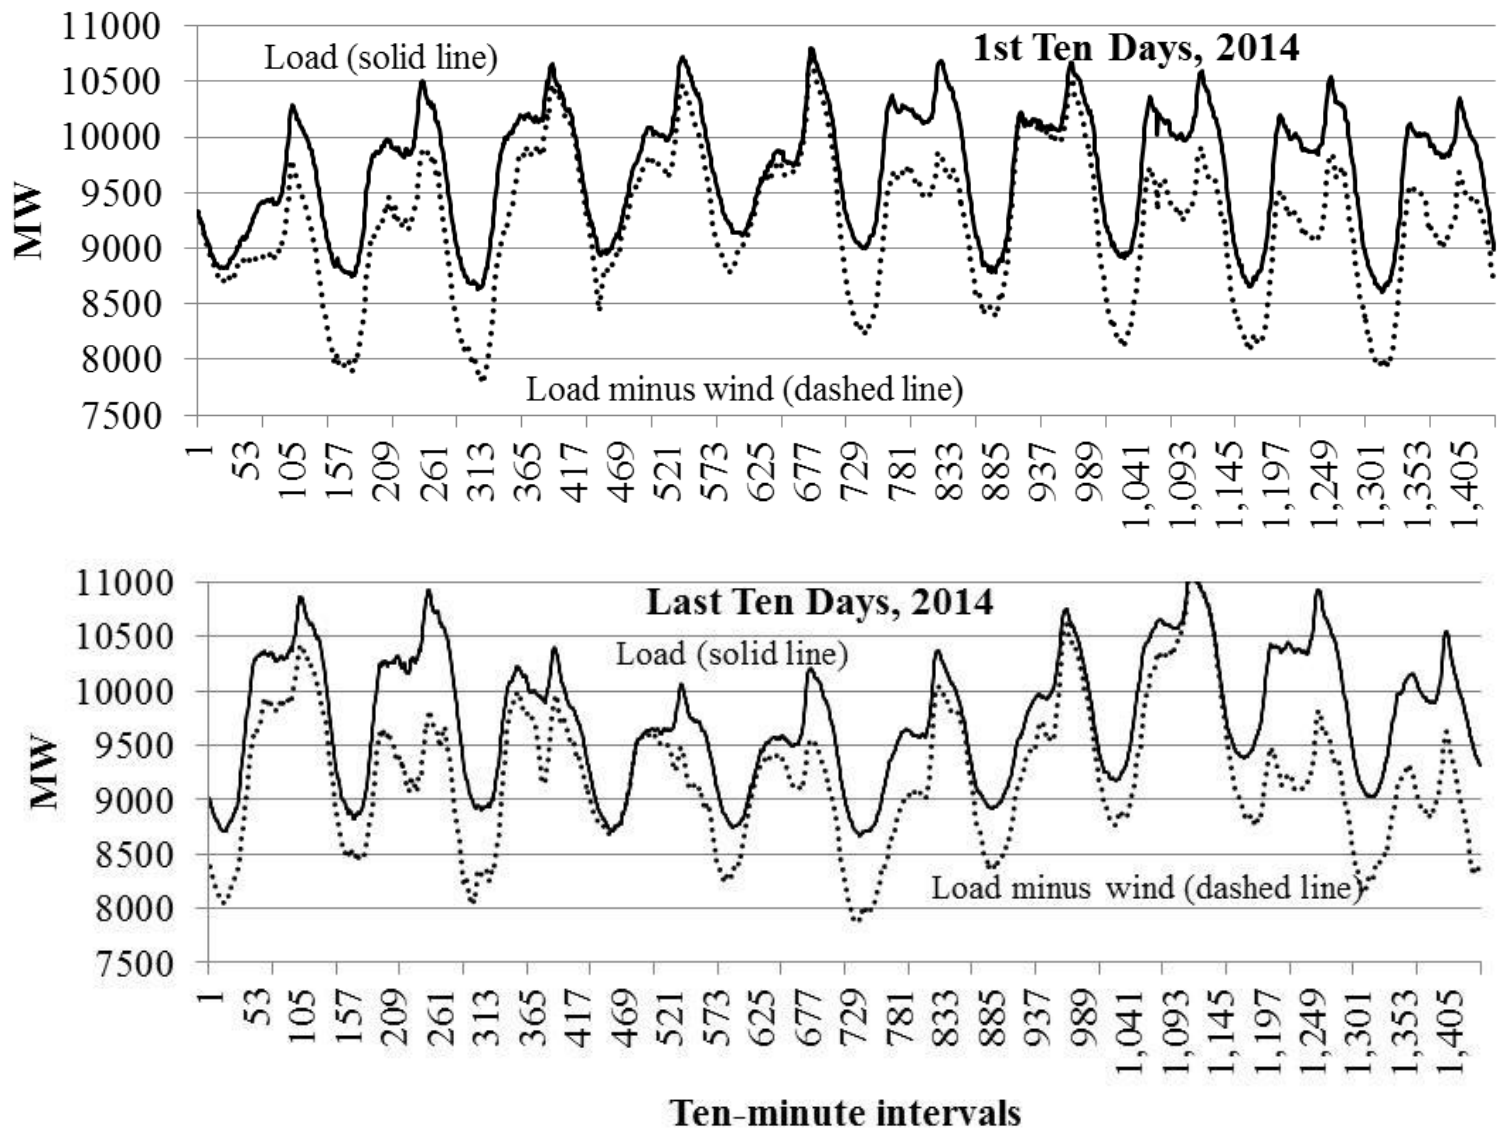 11000
Load (solid line)
1st Ten Days, 2014
10500
10000
9500
9000
8500
8000
7500
MW
Load minus wind (dashed line)
1 53 105 157 209 261 313 365 417 469 521 573 625 677 729 781 833 885 937 989 1,041 1,093 1,145 1,197 1,249 1,301 1,353 1,405
11000
Last Ten Days, 2014
10500
Load (solid line)
10000
9500
9000
8500
8000
7500
MW
Load minus wind (dashed line)
1 53 105 157 209 261 313 365 417 469 521 573 625 677 729 781 833 885 937 989 1,041 1,093 1,145 1,197 1,249 1,301 1,353 1,405
Ten-minute intervals